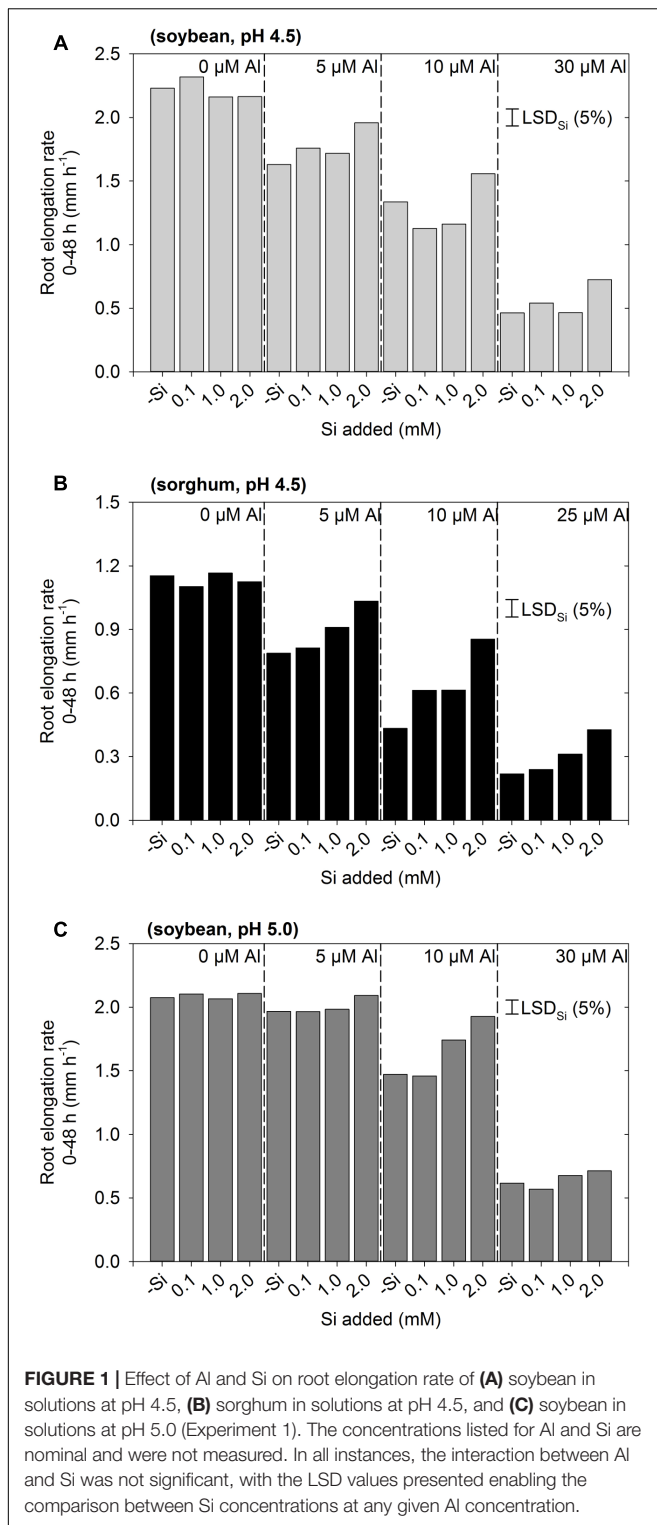 A
(soybean, pH 4.5)
0 µM Al
5 µM Al
10 µM Al
30 µM Al
LSDSi (5%)
2.5
2.0
1.5
1.0
0.5
0.0
Root elongation rate
0-48 h (mm h-1)
-Si 0.1 1.0 2.0 -Si 0.1 1.0 2.0 -Si 0.1 1.0 2.0 -Si 0.1 1.0 2.0
Si added (mM)
B
(sorghum, pH 4.5)
0 µM Al
5 µM Al
10 µM Al
25 µM Al
LSDSi (5%)
1.5
1.2
0.9
0.6
0.3
0.0
Root elongation rate
0-48 h (mm h-1)
-Si 0.1 1.0 2.0 -Si 0.1 1.0 2.0 -Si 0.1 1.0 2.0 -Si 0.1 1.0 2.0
Si added (mM)
C
(soybean, pH 5.0)
0 µM Al
5 µM Al
10 µM Al
30 µM Al
LSDSi (5%)
2.5
2.0
1.5
1.0
0.5
0.0
Root elongation rate
0-48 h (mm h-1)
-Si 0.1 1.0 2.0 -Si 0.1 1.0 2.0 -Si 0.1 1.0 2.0 -Si 0.1 1.0 2.0
Si added (mM)
FIGURE 1 | Effect of Al and Si on root elongation rate of (A) soybean in
solutions at pH 4.5, (B) sorghum in solutions at pH 4.5, and (C) soybean in
solutions at pH 5.0 (Experiment 1). The concentrations listed for Al and Si are
nominal and were not measured. In all instances, the interaction between Al
and Si was not significant, with the LSD values presented enabling the
comparison between Si concentrations at any given Al concentration.